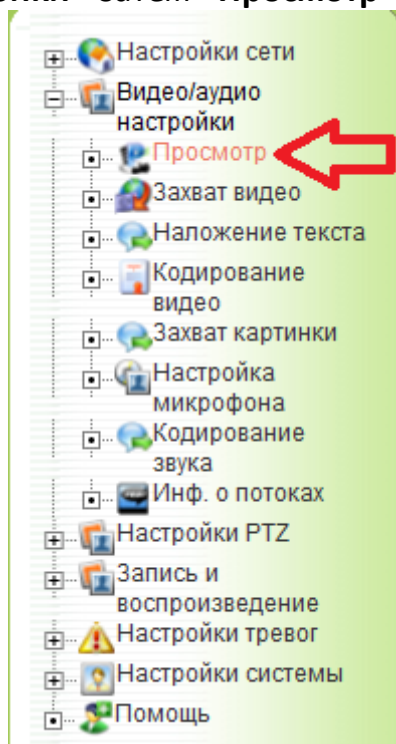 Настройки сети
Видео/аудио
настройки
Просмотр
Захват видео
Наложение текста
Кодирование
видео
Захват картинки
Настройка
микрофона
Кодирование
звука
Инф. о потоках
Настройки PTZ
Запись и
воспроизведение
Настройки тревог
Настройки системы
Помощь